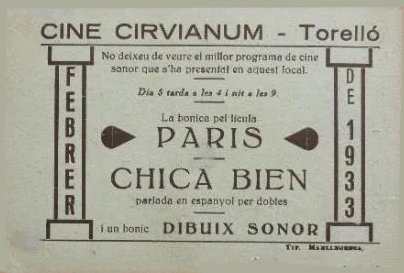 CINE CIRVIANUM - Torelló
No deixeu de veure el millor programa de cine
sonor que s'ha presentat en aquest local.
Dia 5 tarda a les 4 i nit a les 9.
FEBRER
DE 1933
La bonica pel lícula
PARIS
CHICA BIEN
parlada en espanyol per dobles
i un bonic DIBUIX SONOR
Tip.